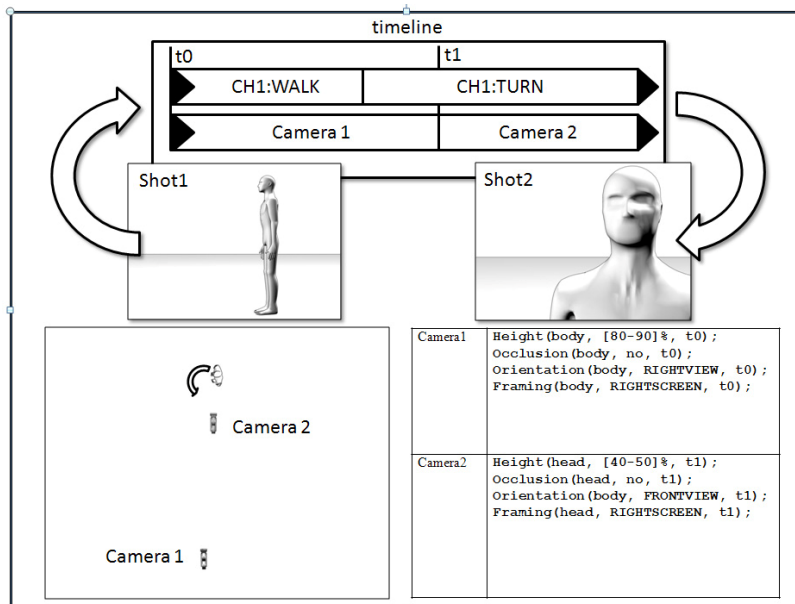 timeline
t0 t1
CH1:WALK CH1:TURN
Camera 1 Camera 2
Shot1 Shot2
Camera 2
Camera 1
Camera1 Height(body, [80-90]%, t0);
Occlusion(body, no, t0);
Orientation(body, RIGHTVIEW, t0);
Framing(body, RIGHTSCREEN, t0);
Camera2 Height(head, [40-50]%, t1);
Occlusion(head, no, t1);
Orientation(body, FRONTVIEW, t1);
Framing(head, RIGHTSCREEN, t1);